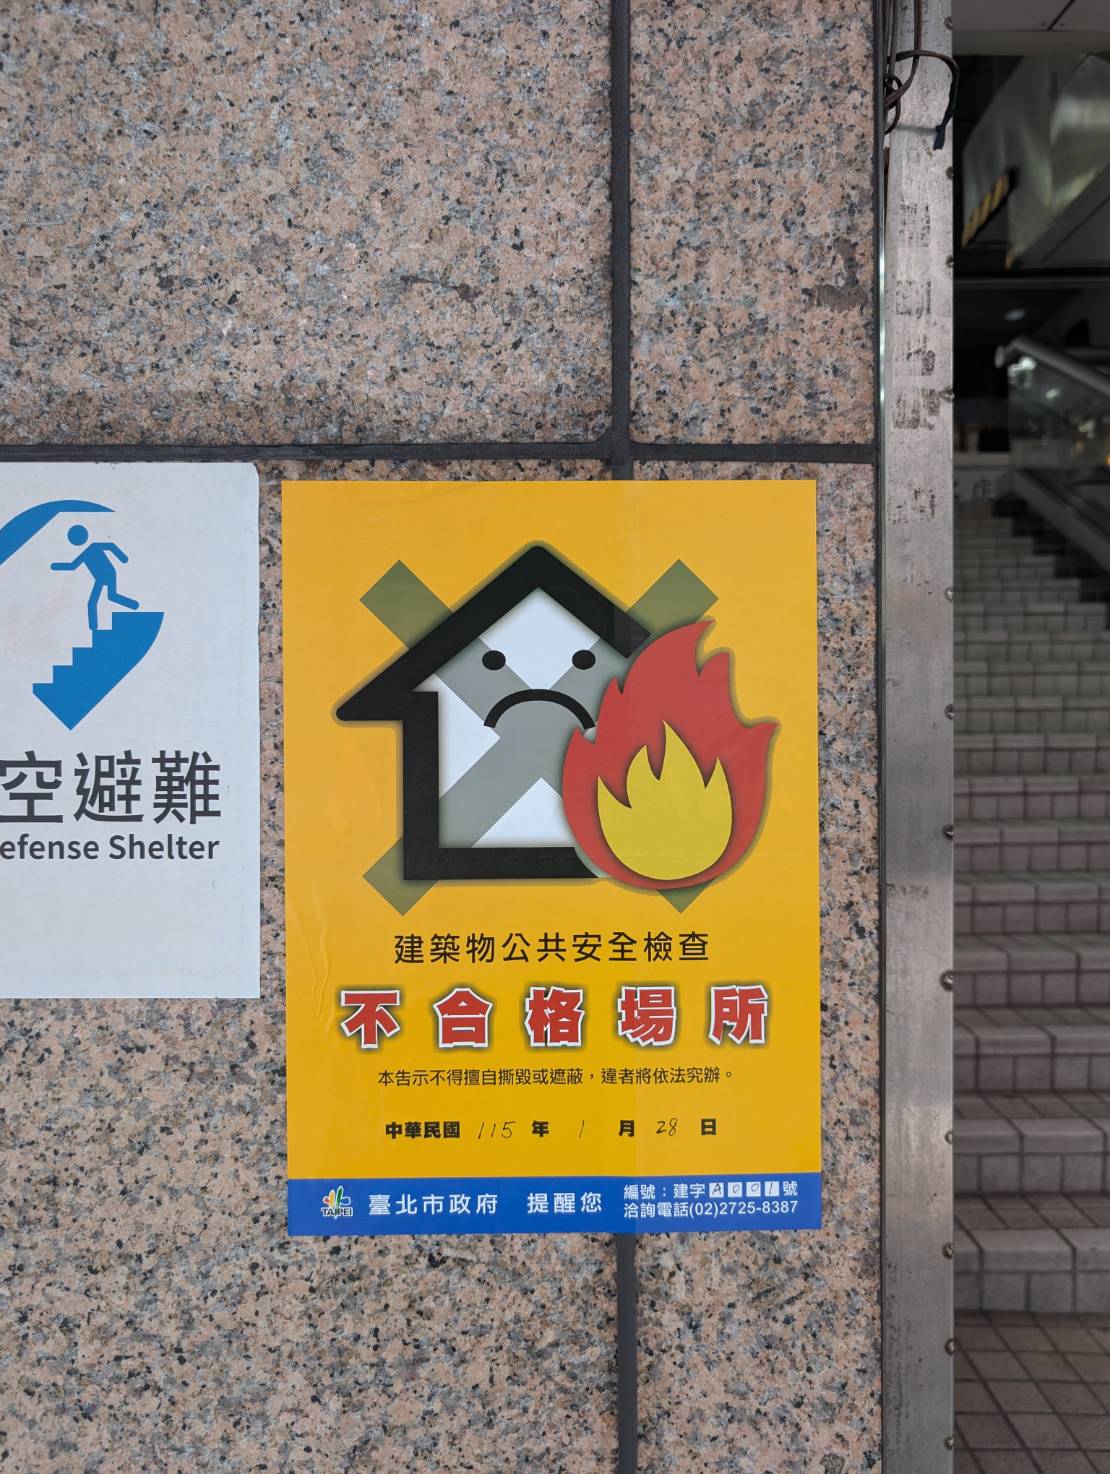 空避難
efense Shelter
建築物公共安全檢查
不合格場所
本告示不得擅自撕毀或遮蔽，違者將依法究辦。
中華民國 115 年 1 月 28 日
TAIPEI
臺北市政府 提醒您
編號：建字A091號
洽詢電話(02)2725-8387